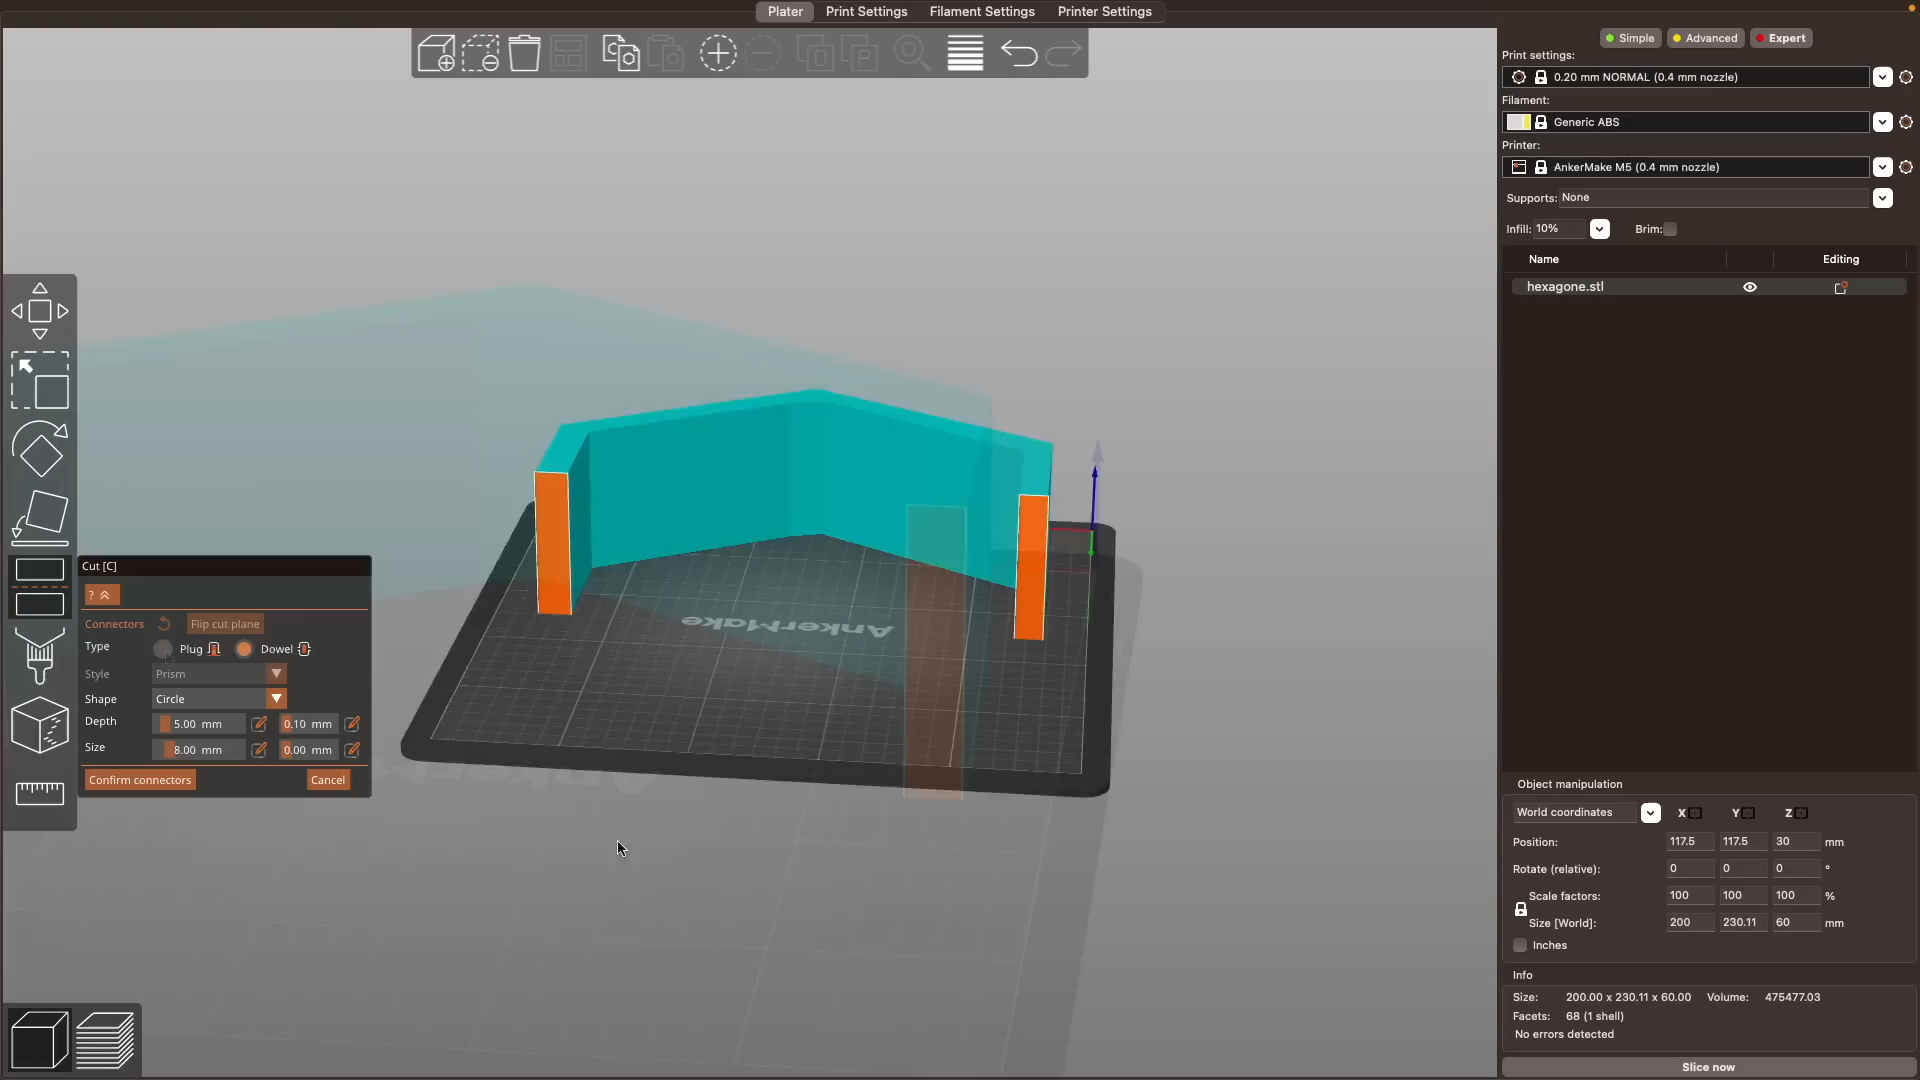 Plater
Print Settings
Filament Settings
Printer Settings
Simple
Advanced
Expert
Print settings:
0.20 mm NORMAL (0.4 mm nozzle)
Filament:
Generic ABS
Printer:
AnkerMake M5 (0.4 mm nozzle)
Supports: None
Infill: 10%
Brim:
Name
Editing
hexagone.stl
AnkerMake
Cut [C]
?
Connectors
Flip cut plane
Type
Plug
Dowel
Style
Prism
Shape
Circle
Depth
5.00 mm
0.10 mm
Size
8.00 mm
0.00 mm
Confirm connectors
Cancel
Object manipulation
World coordinates
X
Y
Z
Position:
117.5
117.5
30
mm
Rotate (relative):
0
0
0
°
Scale factors:
100
100
100
%
Size [World]:
200
230.11
60
mm
Inches
Info
Size: 200.00 x 230.11 x 60.00 Volume: 475477.03
Facets: 68 (1 shell)
No errors detected
Slice now